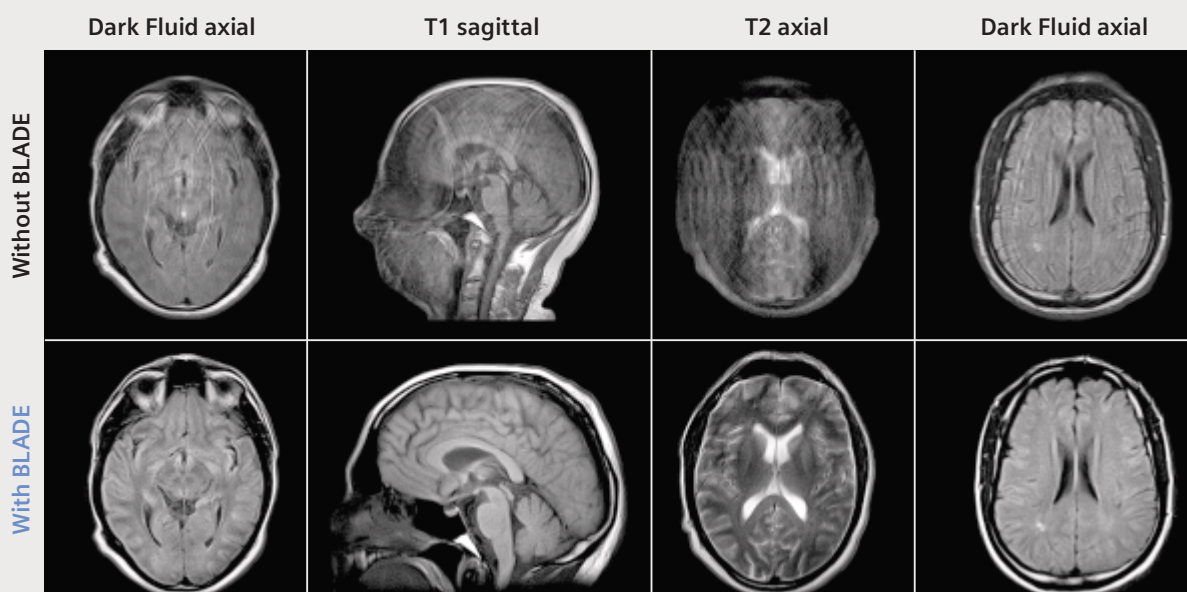 Dark Fluid axial
T1 sagittal
T2 axial
Dark Fluid axial
Without BLADE
With BLADE